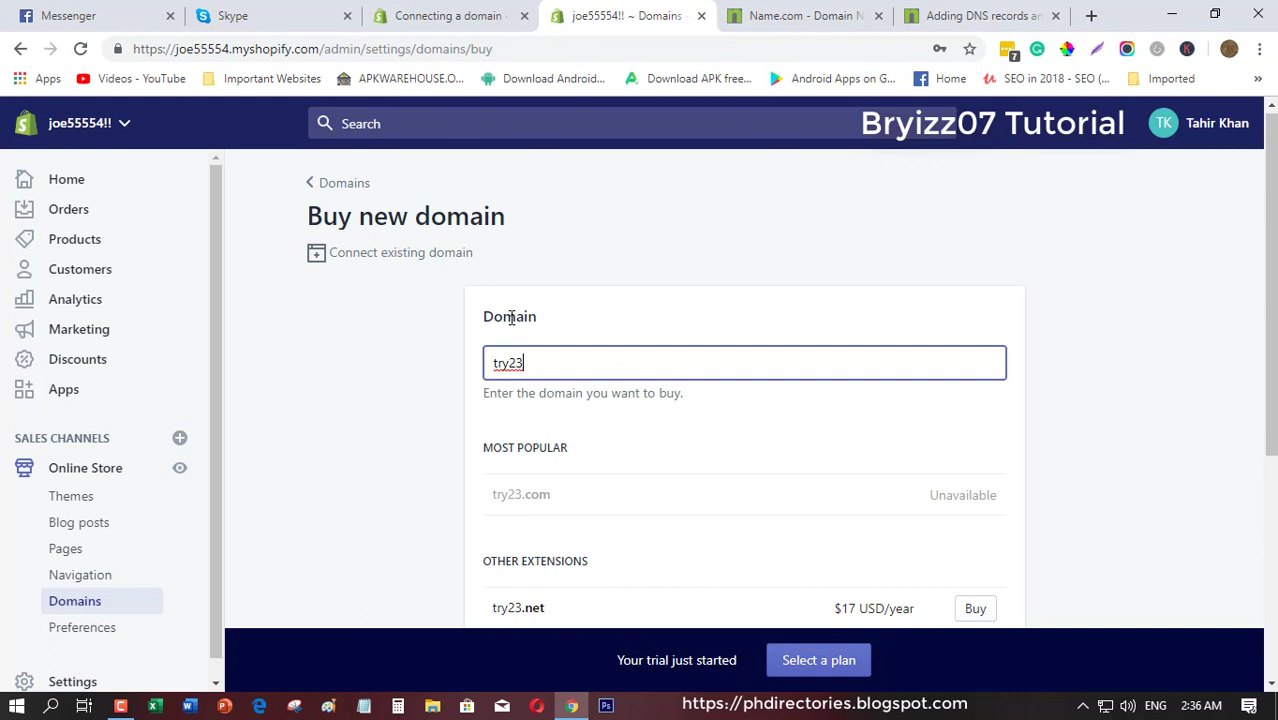 Messenger
Skype
Connecting a domain -
joe55554!! ~ Domains -
Name.com - Domain N
Adding DNS records an
https://joe55554.myshopify.com/admin/settings/domains/buy
7
Apps
Videos - YouTube
Important Websites
APKWAREHOUSE.C...
Download Android...
Download APK free...
Android Apps on G...
Home
SEO in 2018 - SEO (...
Imported
»
joe55554!!
Search
Bryizz07 Tutorial
TK
Tahir Khan
Home
Orders
Products
Customers
Analytics
Marketing
Discounts
Apps
SALES CHANNELS
Online Store
Themes
Blog posts
Pages
Navigation
Domains
Preferences
Settings
Domains
Buy new domain
Connect existing domain
Domain
try23
Enter the domain you want to buy.
MOST POPULAR
try23.com
Unavailable
OTHER EXTENSIONS
try23.net
$17 USD/year
Buy
Your trial just started
Select a plan
https://phdirectories.blogspot.com
ENG
2:36 AM